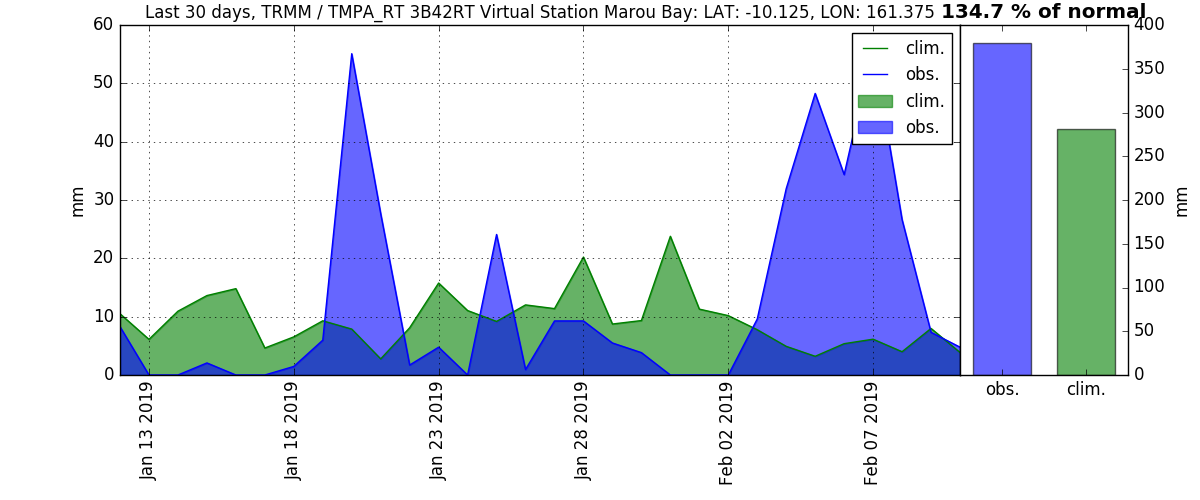 Last 30 days, TRMM / TMPA_RT 3B42RT Virtual Station Marou Bay: LAT: -10.125, LON: 161.375 134.7 % of normal
60
50
40
30
20
10
0
mm
clim.
obs.
clim.
obs.
Jan 13 2019
Jan 18 2019
Jan 23 2019
Jan 28 2019
Feb 02 2019
Feb 07 2019
400
350
300
250
200
150
100
50
0
mm
obs.
clim.